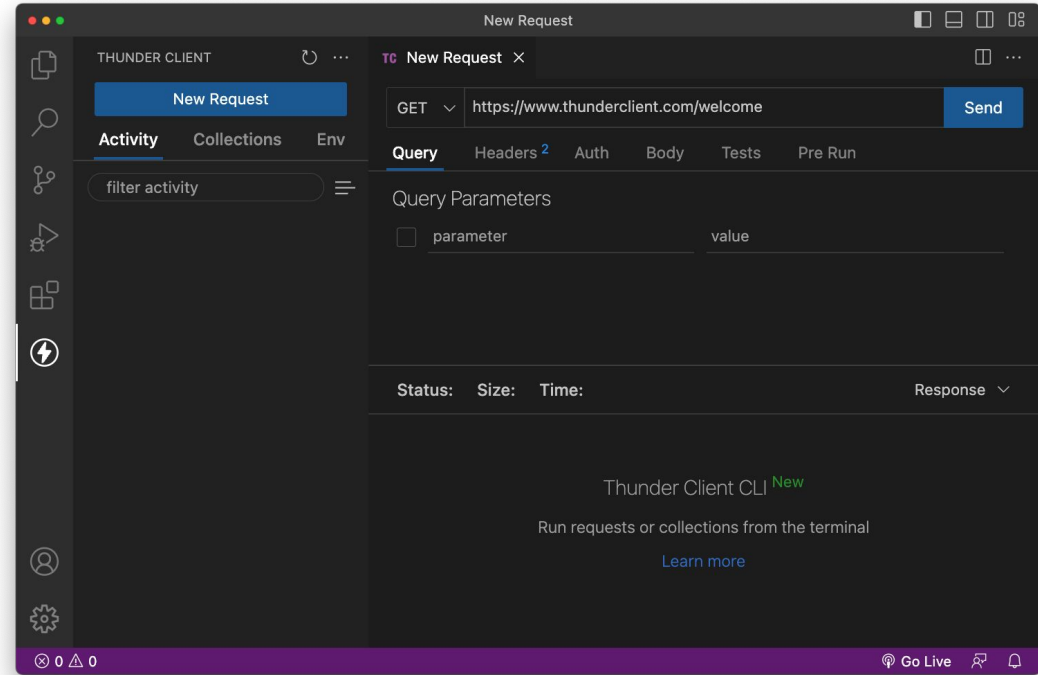 New Request
THUNDER CLIENT
New Request
Activity Collections Env
filter activity
TC New Request
GET https://www.thunderclient.com/welcome Send
Query Headers 2 Auth Body Tests Pre Run
Query Parameters
parameter value
Status: Size: Time: Response
Thunder Client CLI New
Run requests or collections from the terminal
Learn more
0 0 Go Live